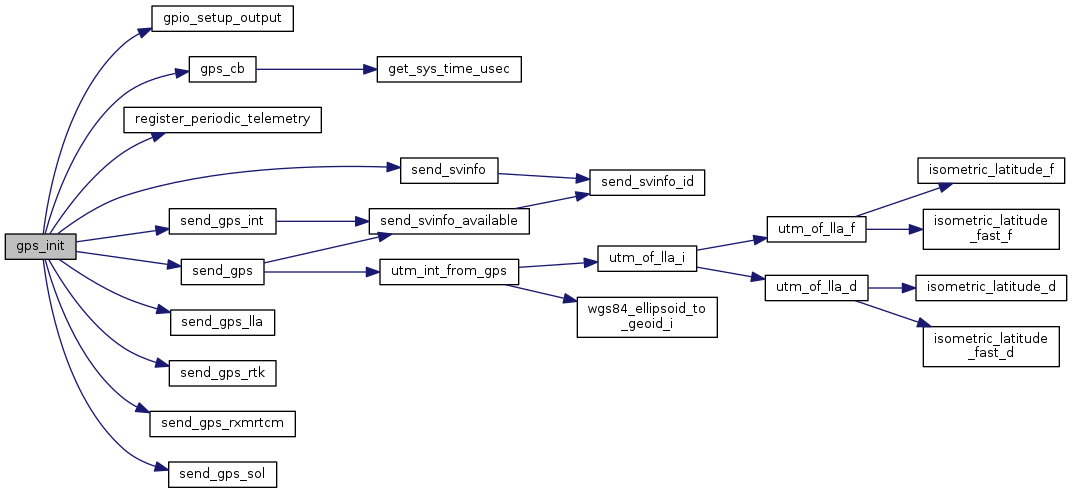 gpio_setup_output
gps_cb
get_sys_time_usec
register_periodic_telemetry
send_svinfo
isometric_latitude_f
send_svinfo_id
send_gps_int
send_svinfo_available
utm_of_lla_f
isometric_latitude
_fast_f
gps_init
send_gps
utm_int_from_gps
utm_of_lla_i
utm_of_lla_d
isometric_latitude_d
send_gps_lla
wgs84_ellipsoid_to
_geoid_i
isometric_latitude
_fast_d
send_gps_rtk
send_gps_rxmrtcm
send_gps_sol